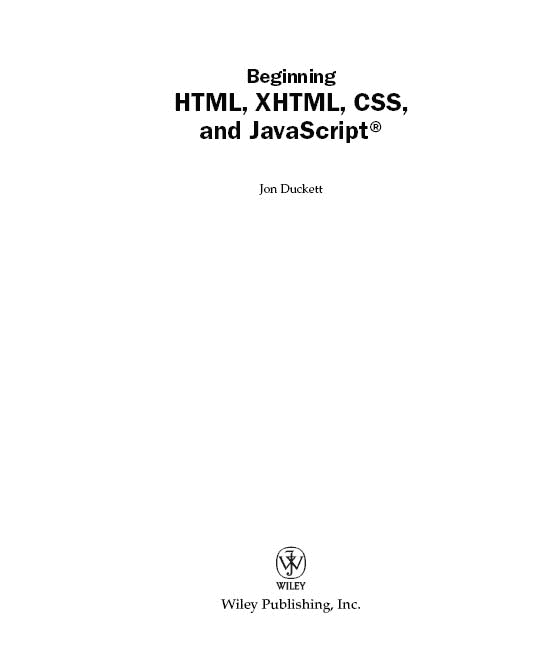 Beginning
HTML, XHTML, CSS,
and JavaScript®
Jon Duckett
WILEY
Wiley Publishing, Inc.